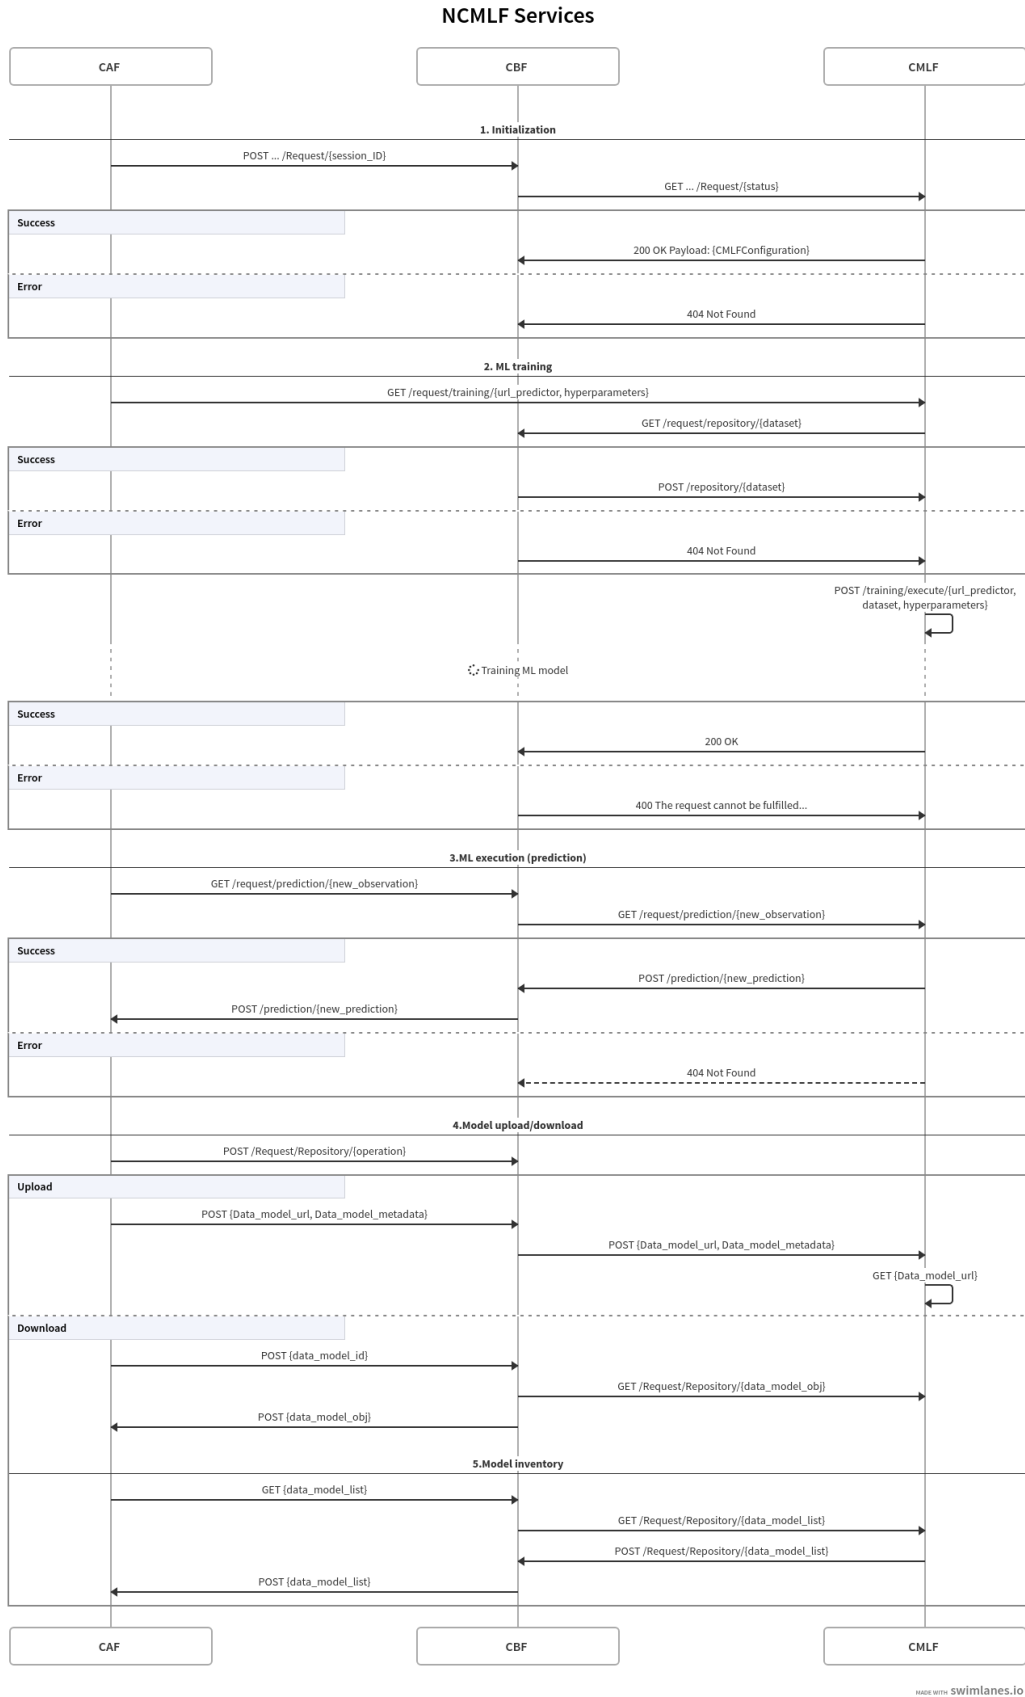 NCMLF Services
CAF
CBF
CMLF
1. Initialization
POST ... /Request/{session_ID}
GET ... /Request/{status}
Success
200 OK Payload: {CMLFConfiguration}
Error
404 Not Found
2. ML training
GET /request/training/{url_predictor, hyperparameters}
GET /request/repository/{dataset}
Success
POST /repository/{dataset}
Error
404 Not Found
POST /training/execute/{url_predictor,
dataset, hyperparameters}
Training ML model
Success
200 OK
Error
400 The request cannot be fulfilled...
3.ML execution (prediction)
GET /request/prediction/{new_observation}
GET /request/prediction/{new_observation}
Success
POST /prediction/{new_prediction}
POST /prediction/{new_prediction}
Error
404 Not Found
4.Model upload/download
POST /Request/Repository/{operation}
Upload
POST {Data_model_url, Data_model_metadata}
POST {Data_model_url, Data_model_metadata}
GET {Data_model_url}
Download
POST {data_model_id}
GET /Request/Repository/{data_model_obj}
POST {data_model_obj}
5.Model inventory
GET {data_model_list}
GET /Request/Repository/{data_model_list}
POST /Request/Repository/{data_model_list}
POST {data_model_list}
CAF
CBF
CMLF
MADE WITH swimlanes.io